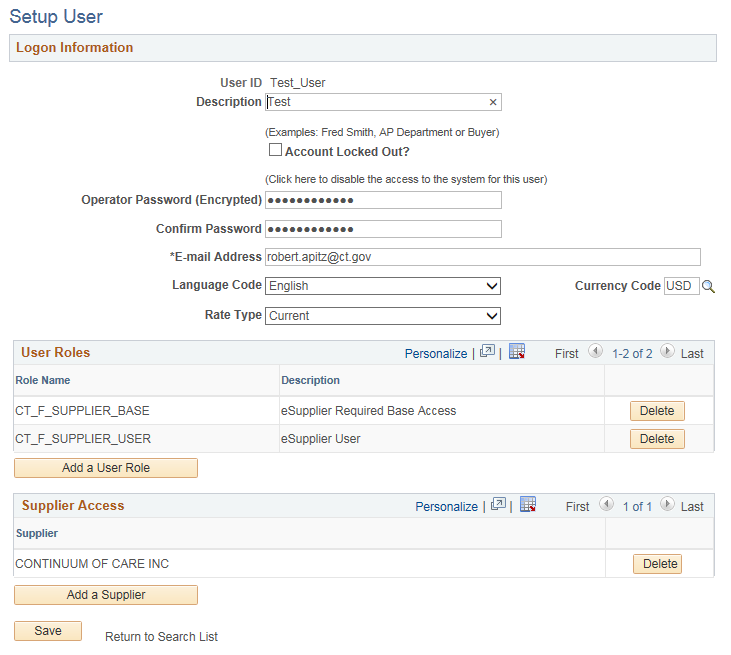 Setup User
Logon Information
User ID Test_User
Description Test ×
(Examples: Fred Smith, AP Department or Buyer)
Account Locked Out?
(Click here to disable the access to the system for this user)
Operator Password (Encrypted) ●●●●●●●●●●●●
Confirm Password ●●●●●●●●●●●●
*E-mail Address robert.apitz@ct.gov
Language Code English Currency Code USD
Rate Type Current
User Roles Personalize | | First 1-2 of 2 Last
Role Name Description
CT_F_SUPPLIER_BASE eSupplier Required Base Access Delete
CT_F_SUPPLIER_USER eSupplier User Delete
Add a User Role
Supplier Access Personalize | | First 1 of 1 Last
Supplier
CONTINUUM OF CARE INC Delete
Add a Supplier
Save Return to Search List